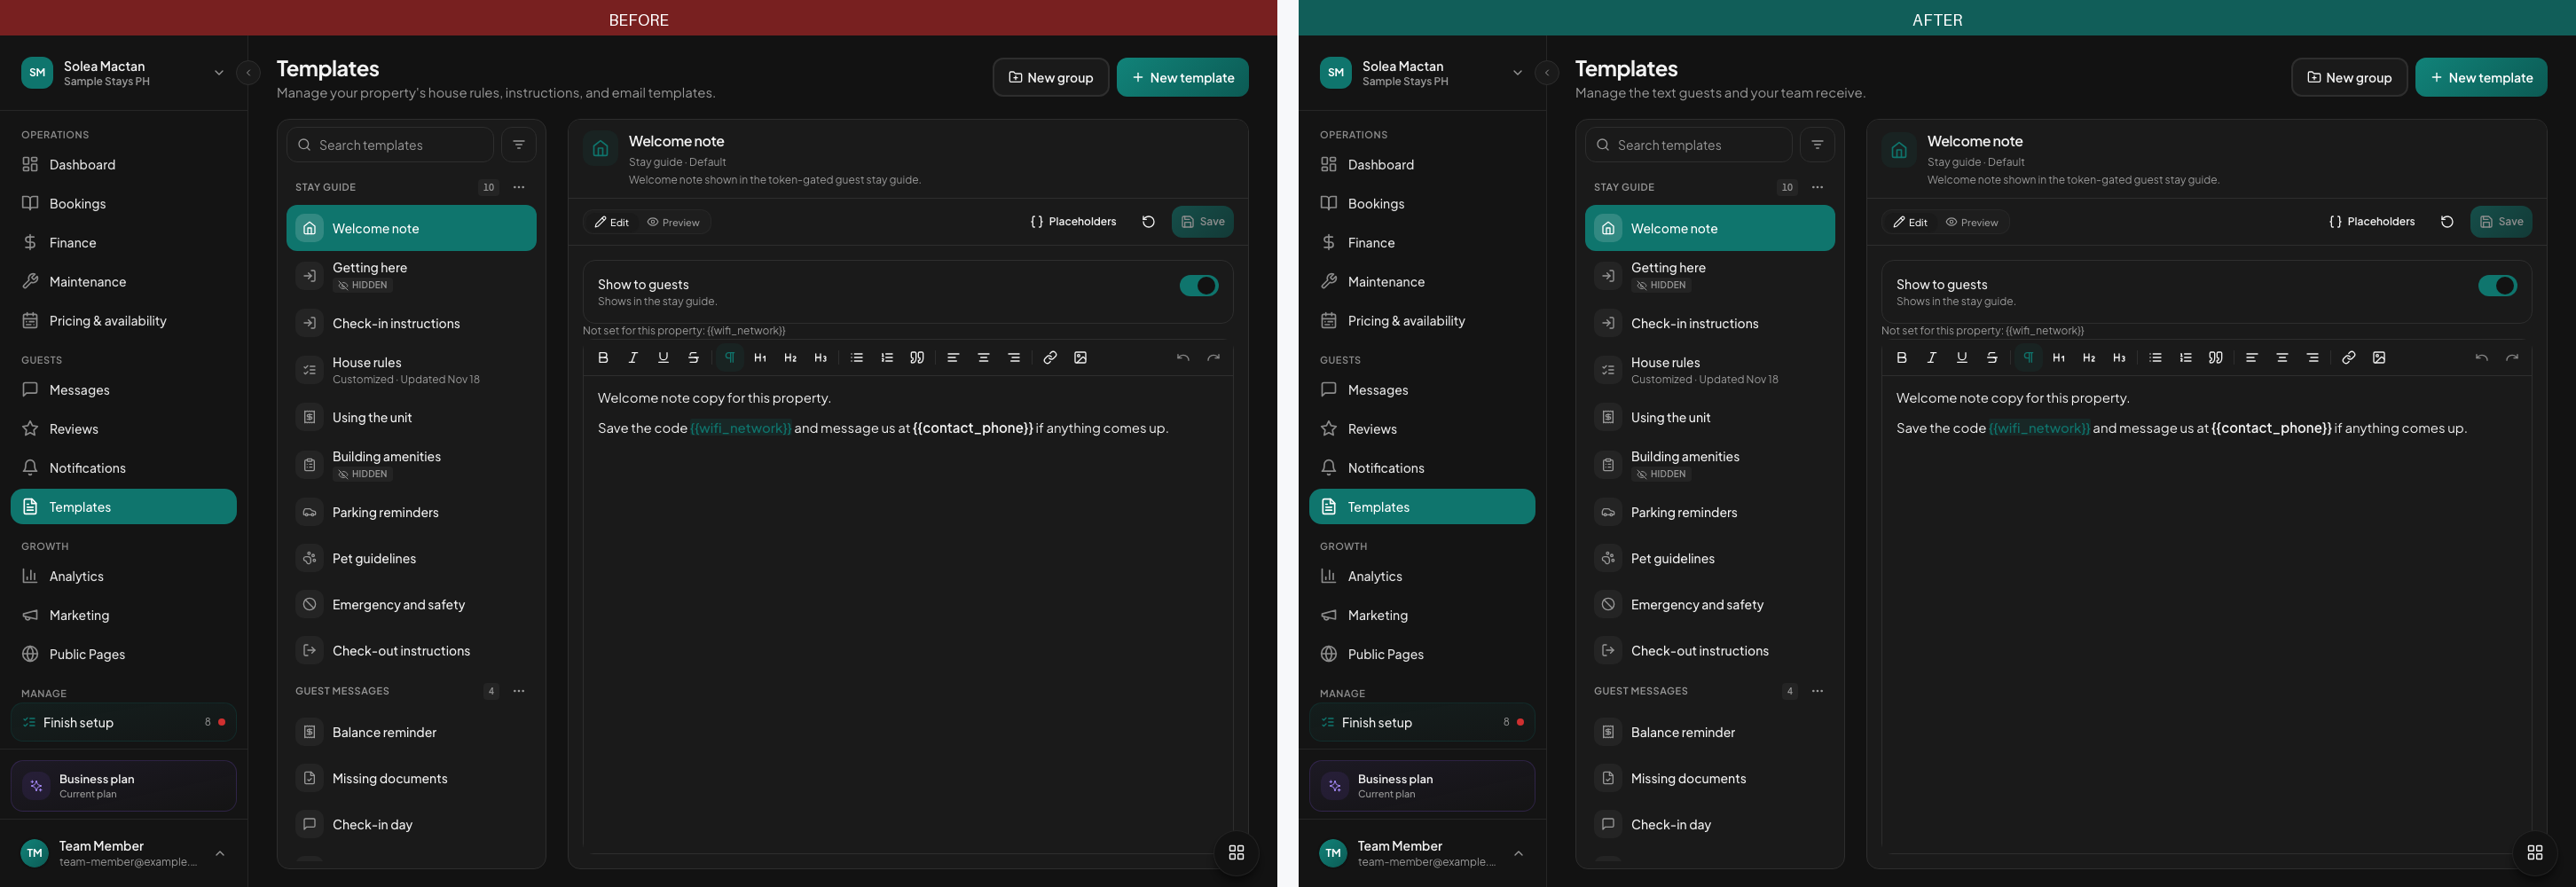 BEFORE
SM
Solea Mactan
Sample Stays PH
OPERATIONS
Dashboard
Bookings
Finance
Maintenance
Pricing & availability
GUESTS
Messages
Reviews
Notifications
Templates
GROWTH
Analytics
Marketing
Public Pages
MANAGE
Finish setup 8
Business plan
Current plan
TM
Team Member
team-member@example....
Templates
Manage your property's house rules, instructions, and email templates.
New group
New template
Search templates
STAY GUIDE 10
Welcome note
Getting here
HIDDEN
Check-in instructions
House rules
Customized · Updated Nov 18
Using the unit
Building amenities
HIDDEN
Parking reminders
Pet guidelines
Emergency and safety
Check-out instructions
GUEST MESSAGES 4
Balance reminder
Missing documents
Check-in day
Welcome note
Stay guide · Default
Welcome note shown in the token-gated guest stay guide.
Edit
Preview
{ } Placeholders
Save
Show to guests
Shows in the stay guide.
Not set for this property: {{wifi_network}}
B I U S ¶ H1 H2 H3
Welcome note copy for this property.
Save the code {{wifi_network}} and message us at {{contact_phone}} if anything comes up.
AFTER
SM
Solea Mactan
Sample Stays PH
OPERATIONS
Dashboard
Bookings
Finance
Maintenance
Pricing & availability
GUESTS
Messages
Reviews
Notifications
Templates
GROWTH
Analytics
Marketing
Public Pages
MANAGE
Finish setup 8
Business plan
Current plan
TM
Team Member
team-member@example....
Templates
Manage the text guests and your team receive.
New group
New template
Search templates
STAY GUIDE 10
Welcome note
Getting here
HIDDEN
Check-in instructions
House rules
Customized · Updated Nov 18
Using the unit
Building amenities
HIDDEN
Parking reminders
Pet guidelines
Emergency and safety
Check-out instructions
GUEST MESSAGES 4
Balance reminder
Missing documents
Check-in day
Welcome note
Stay guide · Default
Welcome note shown in the token-gated guest stay guide.
Edit
Preview
{ } Placeholders
Save
Show to guests
Shows in the stay guide.
Not set for this property: {{wifi_network}}
B I U S ¶ H1 H2 H3
Welcome note copy for this property.
Save the code {{wifi_network}} and message us at {{contact_phone}} if anything comes up.